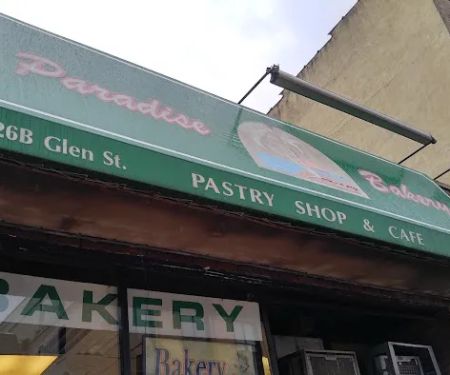 Paradise Bakery
26B Glen St.
PASTRY SHOP & CAFE
BAKERY
Bakery